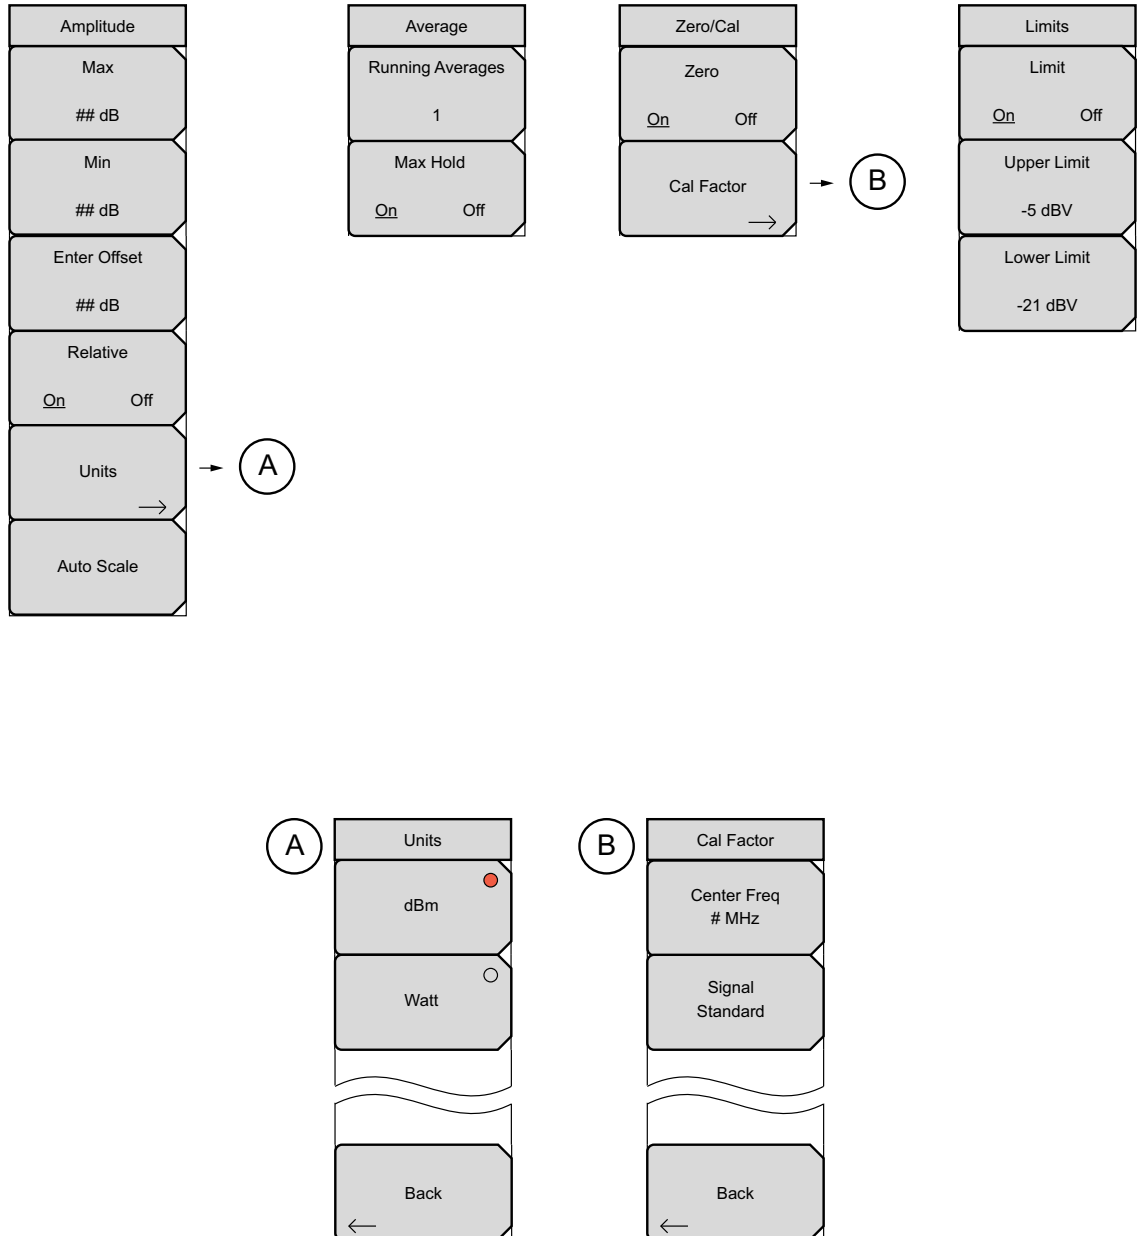 Amplitude
Max
## dB
Min
## dB
Enter Offset
## dB
Relative
On Off
Units
Auto Scale
A
Average
Running Averages
1
Max Hold
On Off
Zero/Cal
Zero
On Off
Cal Factor
B
Limits
Limit
On Off
Upper Limit
-5 dBV
Lower Limit
-21 dBV
A
Units
dBm
Watt
Back
B
Cal Factor
Center Freq
# MHz
Signal
Standard
Back